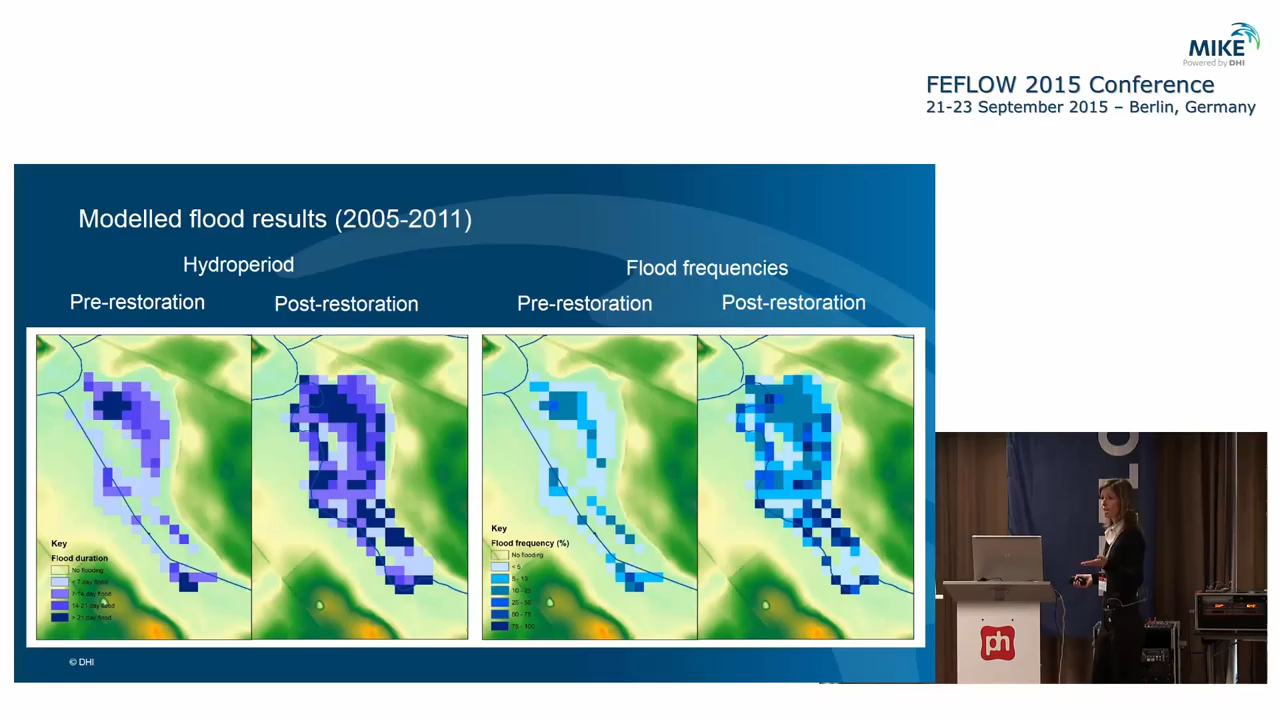 MIKE
Powered by DHI
FEFLOW 2015 Conference
21-23 September 2015 – Berlin, Germany
Modelled flood results (2005-2011)
Hydroperiod
Flood frequencies
Pre-restoration
Post-restoration
Pre-restoration
Post-restoration
Key
Flood duration
No flooding
< 7 day flood
7-14 day flood
14-21 day flood
> 21 day flood
Key
Flood frequency (%)
No flooding
< 5
5 - 10
10 - 25
25 - 50
50 - 75
75 - 100
© DHI
ph